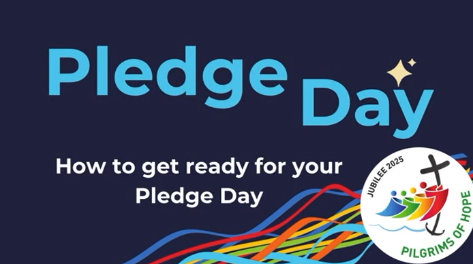 Pledge Day
How to get ready for your
Pledge Day
JUBILEE 2025
PILGRIMS OF HOPE